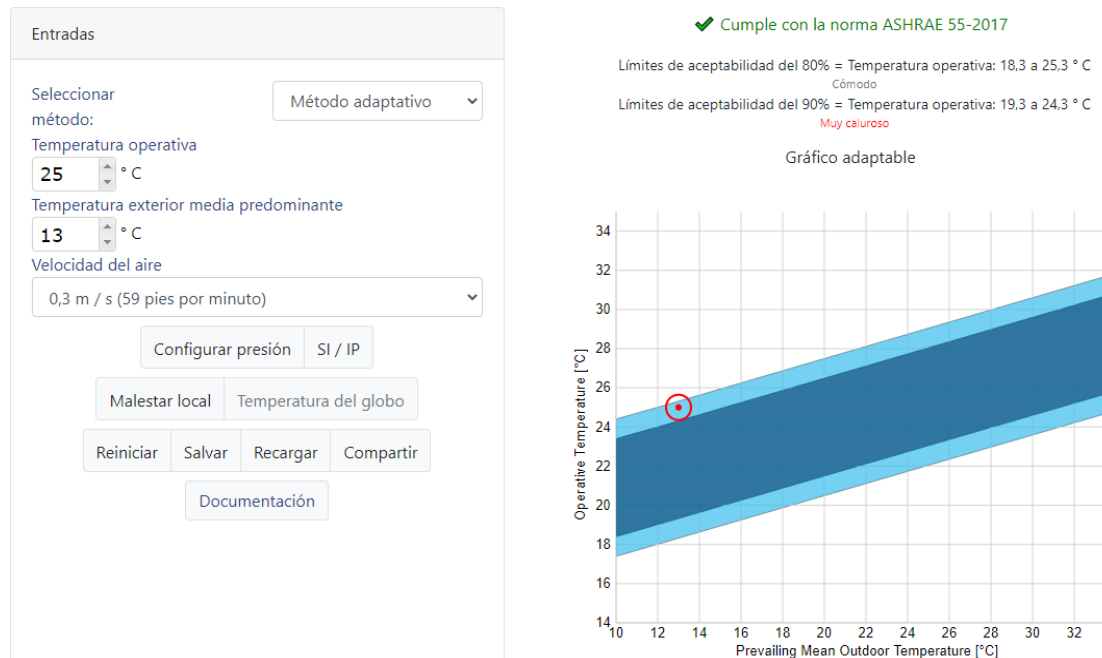 Entradas
Seleccionar
método:
Método adaptativo
Temperatura operativa
25 ° C
Temperatura exterior media predominante
13 ° C
Velocidad del aire
0,3 m / s (59 pies por minuto)
Configurar presión SI / IP
Malestar local Temperatura del globo
Reiniciar Salvar Recargar Compartir
Documentación
Cumple con la norma ASHRAE 55-2017
Límites de aceptabilidad del 80% = Temperatura operativa: 18,3 a 25,3 ° C
Cómodo
Límites de aceptabilidad del 90% = Temperatura operativa: 19,3 a 24,3 ° C
Muy caluroso
Gráfico adaptable
Operative Temperature [°C]
34
32
30
28
26
24
22
20
18
16
14
10 12 14 16 18 20 22 24 26 28 30 32
Prevailing Mean Outdoor Temperature [°C]